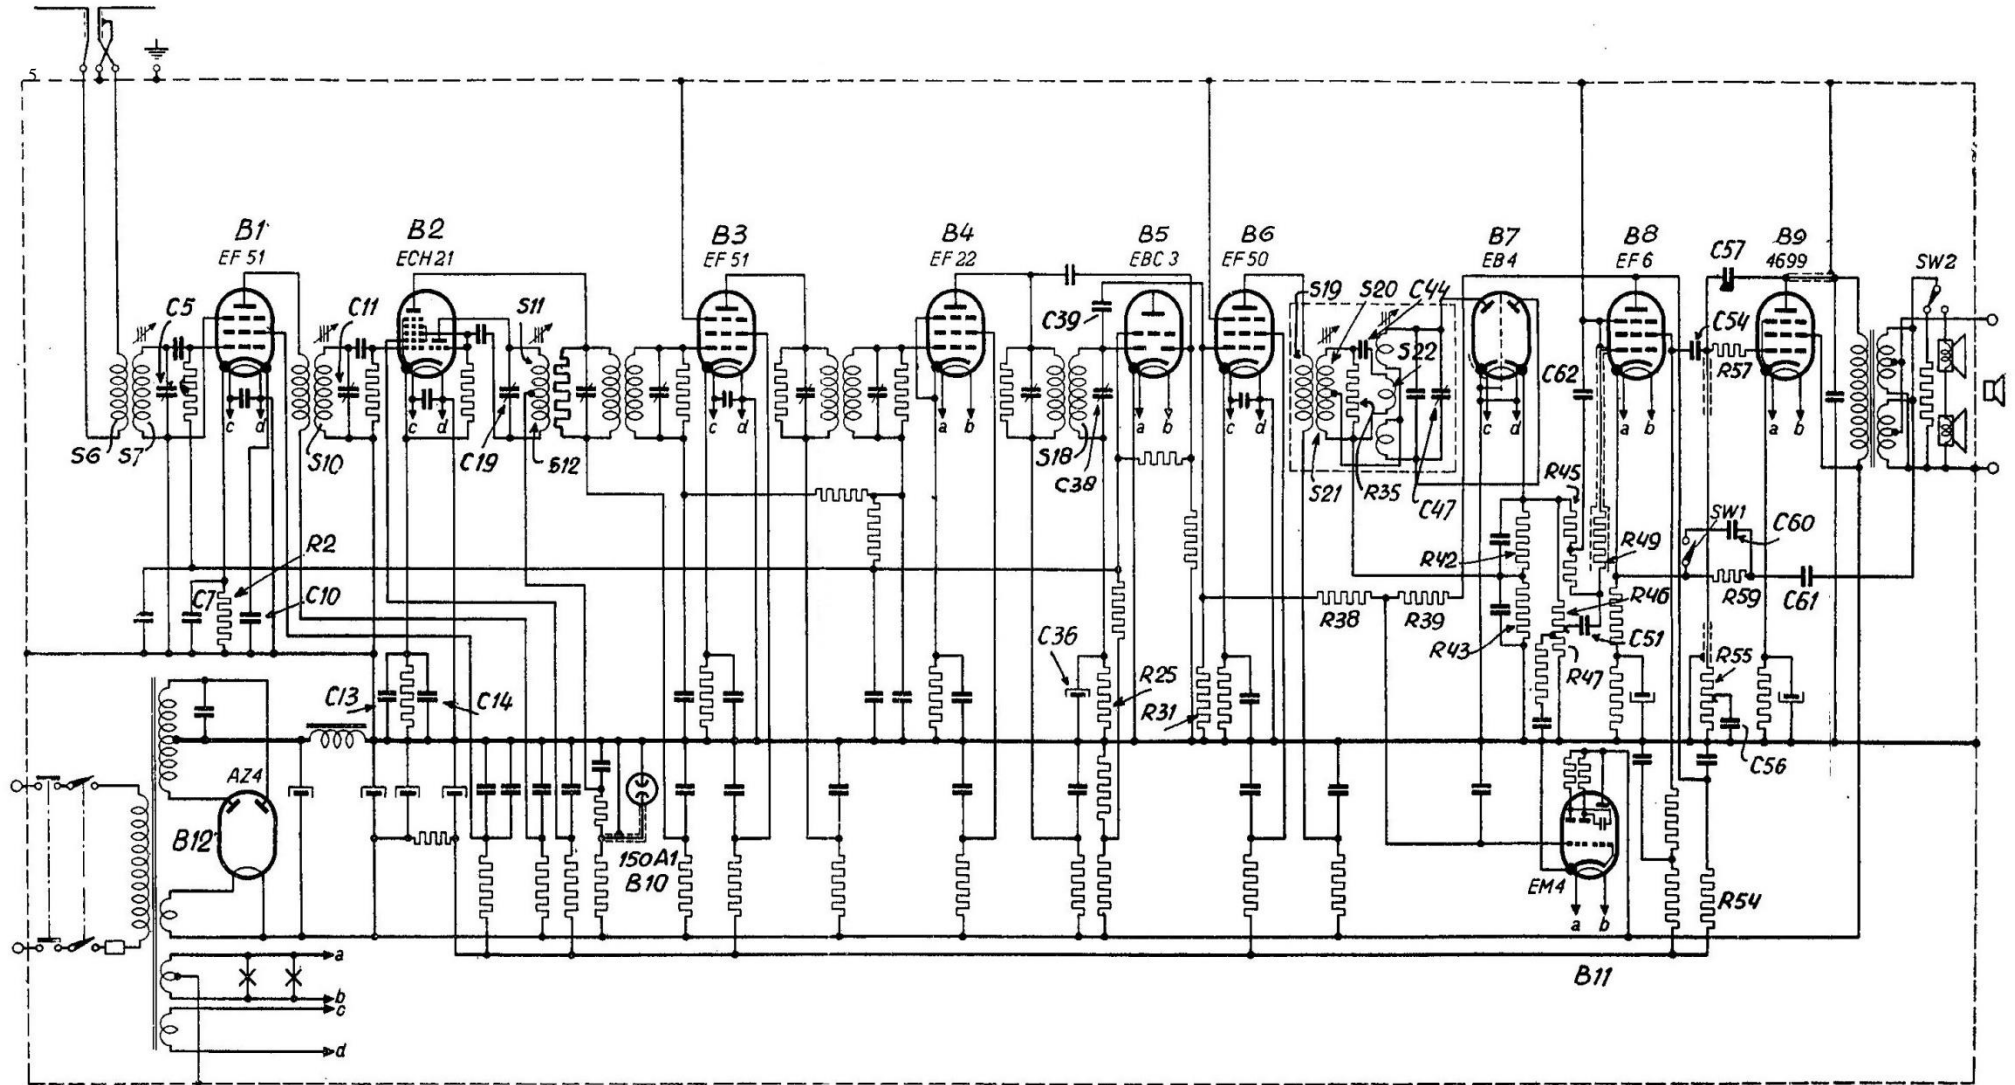 5
B1
EF 51
B2
ECH 21
B3
EF 51
B4
EF 22
B5
EBC 3
B6
EF 50
B7
EB 4
B8
EF 6
C57
B9
4699
SW2
C5
C11
S11
C39
S19
S20
C44
S22
C62
C54
R57
S6
S7
S10
C19
S12
S18
C38
S21
R35
C47
c
d
c
d
c
d
a
b
a
b
c
d
c
d
a
b
a
b
R45
SW1
C60
R2
C7
C10
R42
R49
R59
C61
R38
R39
R46
R43
C51
R47
C36
R25
R31
R55
C13
C14
C56
AZ4
B12
150A1
B10
EM4
R54
a
b
B11
a
b
c
d